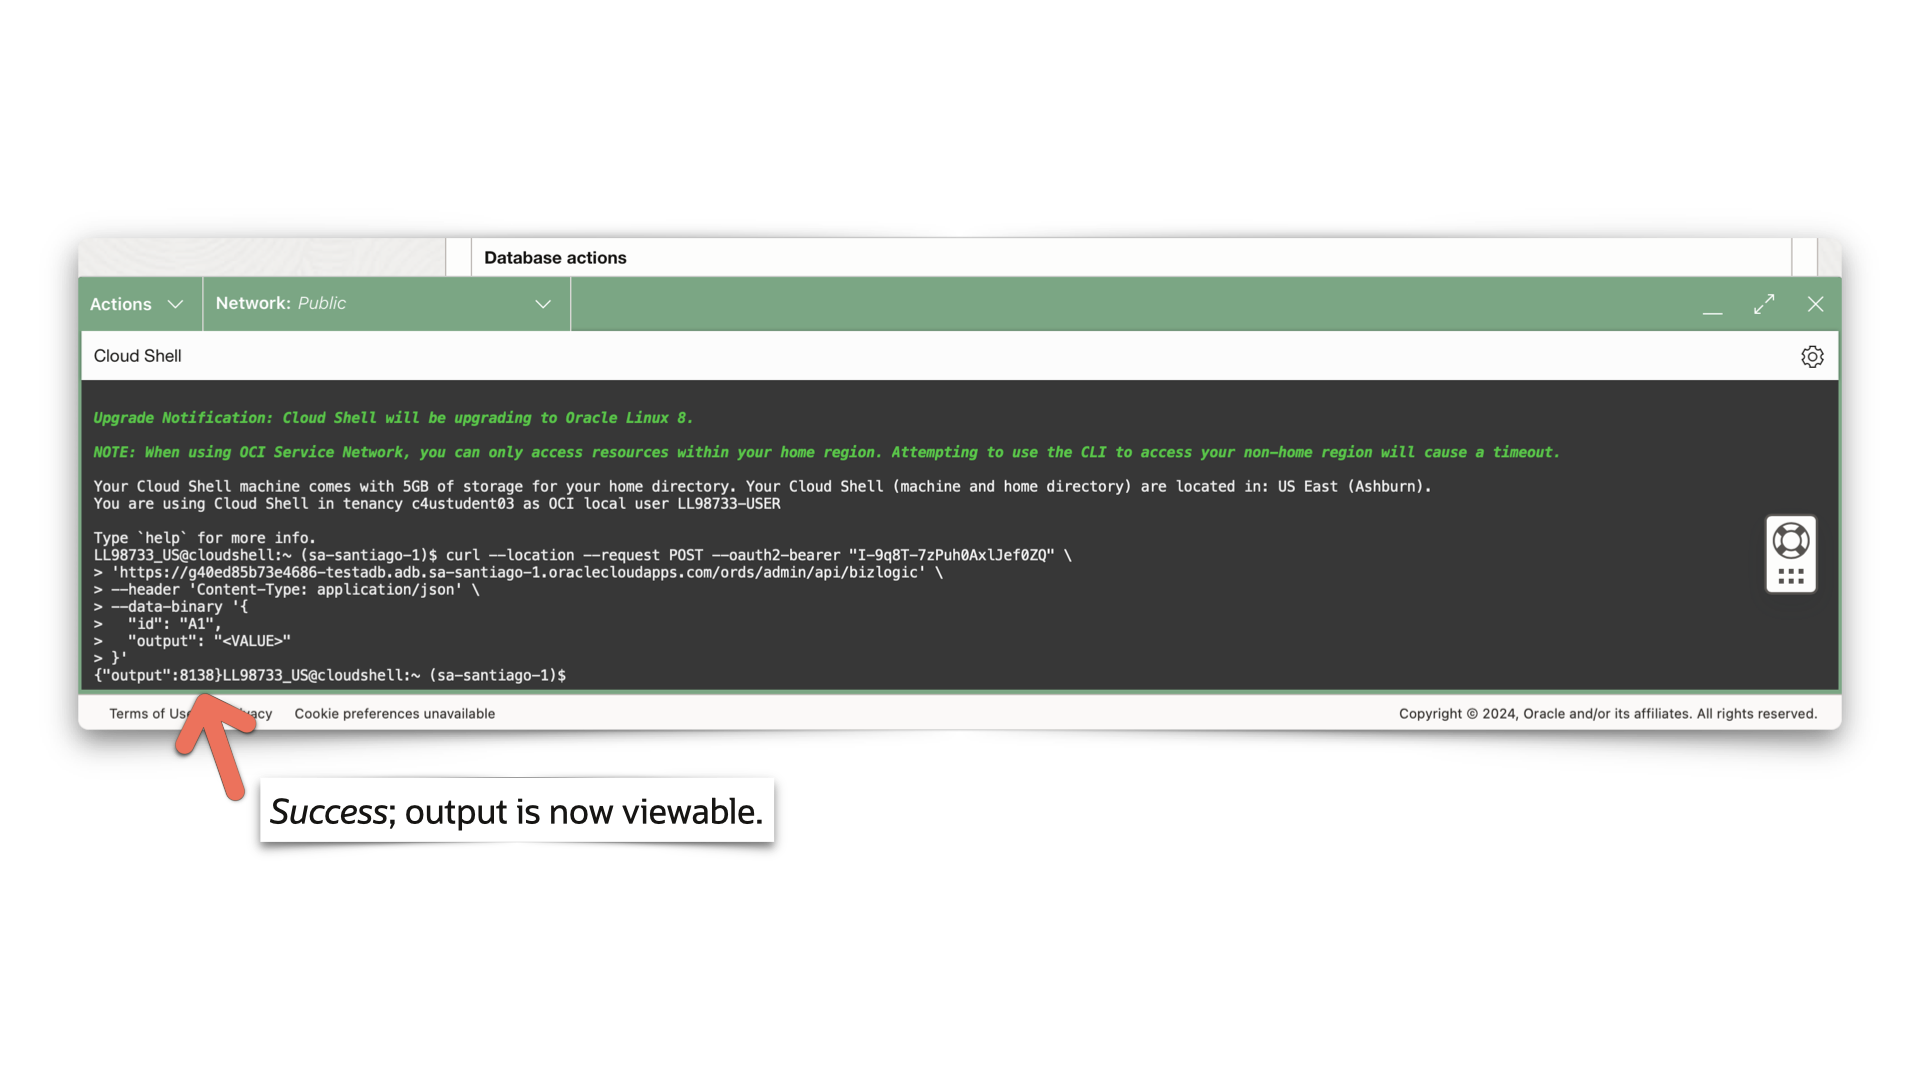 Database actions
Actions
Network: Public
Cloud Shell
Upgrade Notification: Cloud Shell will be upgrading to Oracle Linux 8.
NOTE: When using OCI Service Network, you can only access resources within your home region. Attempting to use the CLI to access your non-home region will cause a timeout.
Your Cloud Shell machine comes with 5GB of storage for your home directory. Your Cloud Shell (machine and home directory) are located in: US East (Ashburn).
You are using Cloud Shell in tenancy c4ustudent03 as OCI local user LL98733-USER
Type `help` for more info.
LL98733_US@cloudshell:~ (sa-santiago-1)$ curl --location --request POST --oauth2-bearer "I-9q8T-7zPuh0AxlJef0ZQ" \
> 'https://g40ed85b73e4686-testadb.adb.sa-santiago-1.oraclecloudapps.com/ords/admin/api/bizlogic' \
> --header 'Content-Type: application/json' \
> --data-binary '{
>   "id": "A1",
>   "output": "<VALUE>"
> }'
{"output":8138}LL98733_US@cloudshell:~ (sa-santiago-1)$
Terms of Use
Cookie preferences unavailable
Copyright © 2024, Oracle and/or its affiliates. All rights reserved.
Success; output is now viewable.